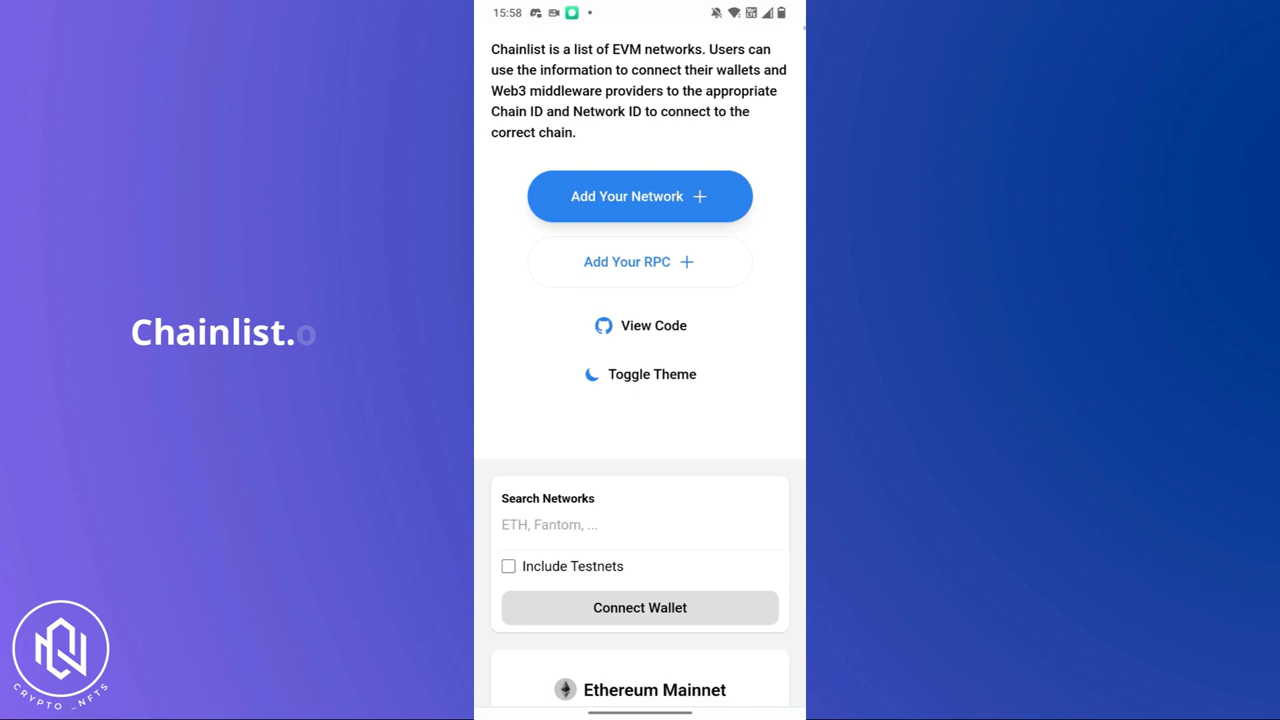 15:58
Chainlist is a list of EVM networks. Users can
use the information to connect their wallets and
Web3 middleware providers to the appropriate
Chain ID and Network ID to connect to the
correct chain.
Add Your Network
Add Your RPC
View Code
Toggle Theme
Chainlist.o
Search Networks
ETH, Fantom, ...
Include Testnets
Connect Wallet
Ethereum Mainnet
CRYPTO _NFTS